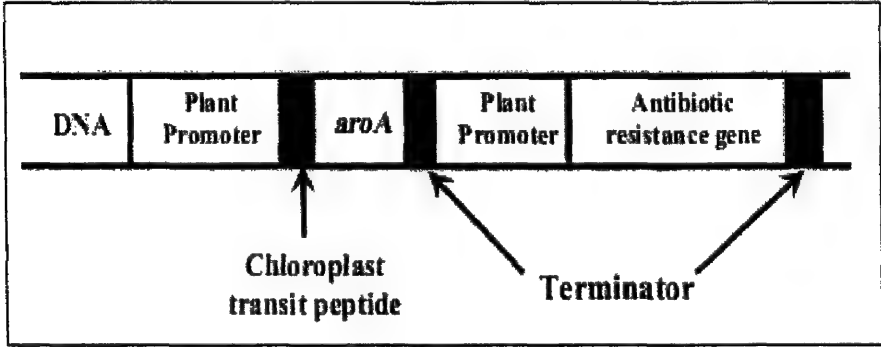 DNA
Plant
Promoter
aroA
Plant
Promoter
Antibiotic
resistance gene
Chloroplast
transit peptide
Terminator